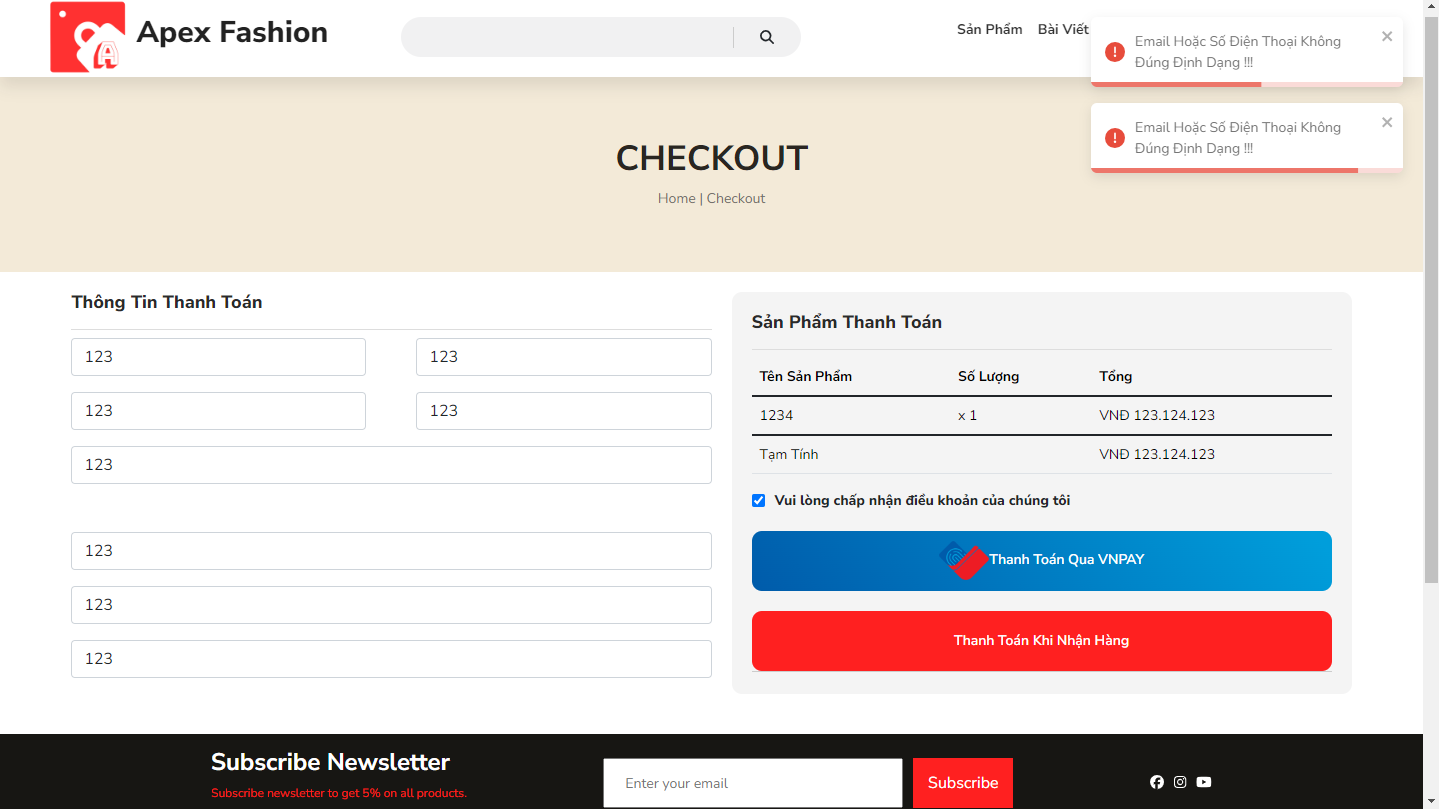 A
Apex Fashion
Sản Phẩm
Bài Viết
Email Hoặc Số Điện Thoại Không
Đúng Định Dạng !!!
Email Hoặc Số Điện Thoại Không
Đúng Định Dạng !!!
CHECKOUT
Home | Checkout
Thông Tin Thanh Toán
123
123
123
123
123
123
123
123
Sản Phẩm Thanh Toán
Tên Sản Phẩm Số Lượng Tổng
1234 x 1 VNĐ 123.124.123
Tạm Tính VNĐ 123.124.123
Vui lòng chấp nhận điều khoản của chúng tôi
Thanh Toán Qua VNPAY
Thanh Toán Khi Nhận Hàng
Subscribe Newsletter
Subscribe newsletter to get 5% on all products.
Enter your email
Subscribe